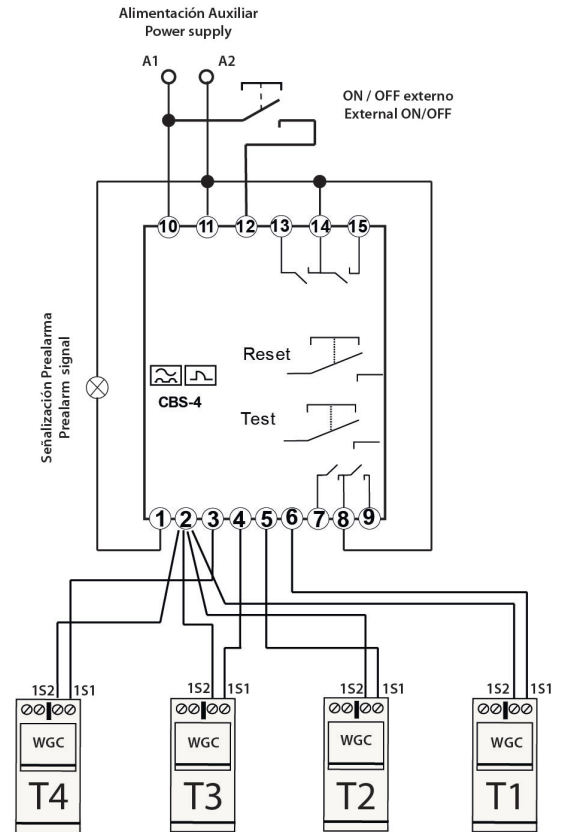 Alimentación Auxiliar
Power supply
A1 A2
ON / OFF externo
External ON/OFF
10 11 12 13 14 15
Señalización Prealarma
Prealarm signal
Reset
CBS-4
Test
1 2 3 4 5 6 7 8 9
1S2 1S1 1S2 1S1 1S2 1S1 1S2 1S1
WGC WGC WGC WGC
T4 T3 T2 T1